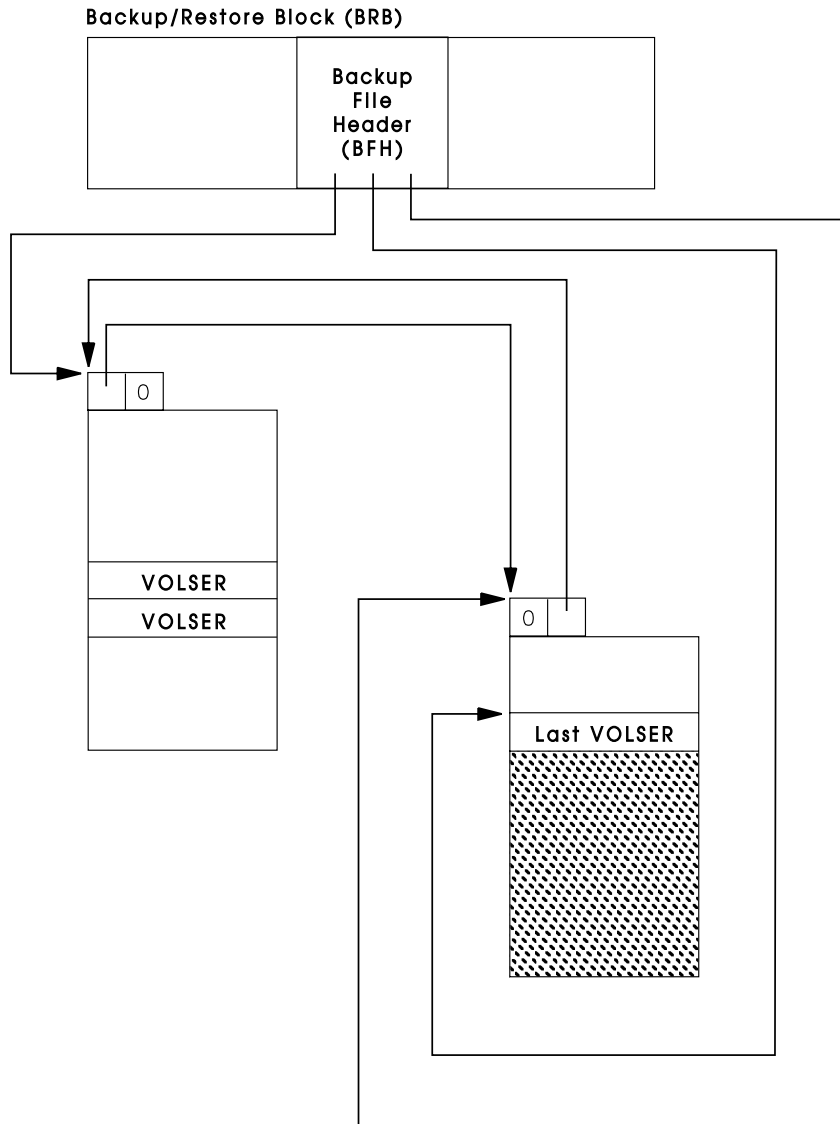 Backup/Restore Block (BRB)
Backup
File
Header
(BFH)
0
VOLSER
VOLSER
0
Last VOLSER